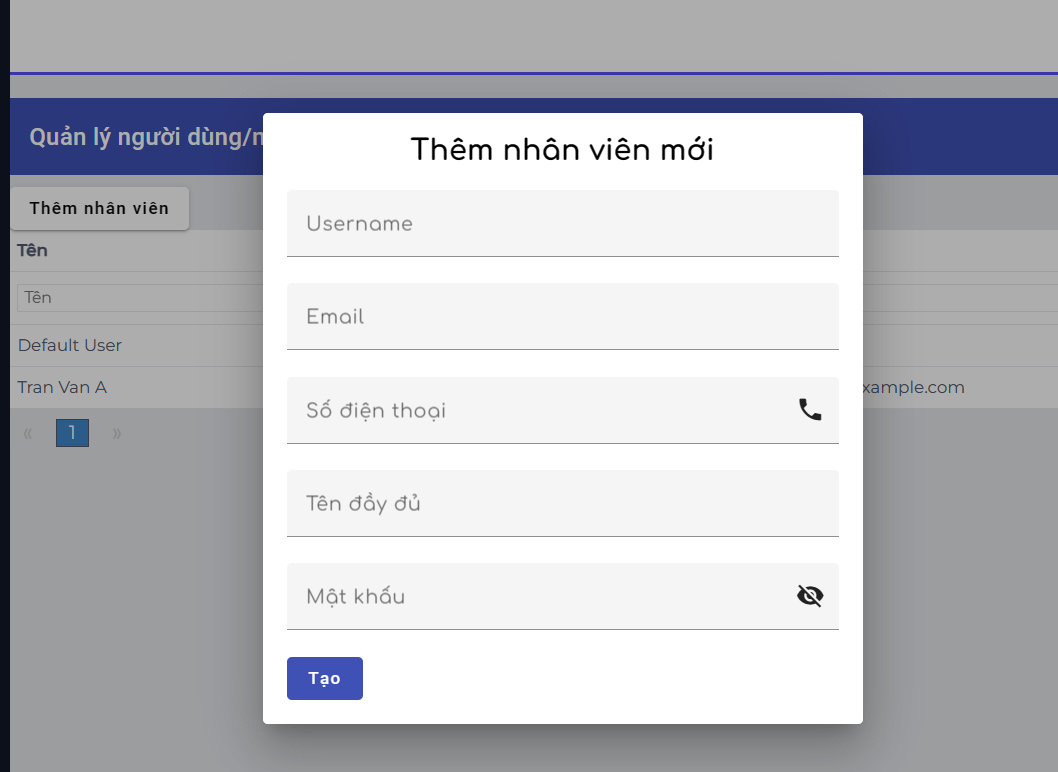 Quản lý người dùng/n
Thêm nhân viên
Tên
Tên
Default User
Tran Van A
xample.com
« 1 »
Thêm nhân viên mới
Username
Email
Số điện thoại
Tên đầy đủ
Mật khấu
Tạo